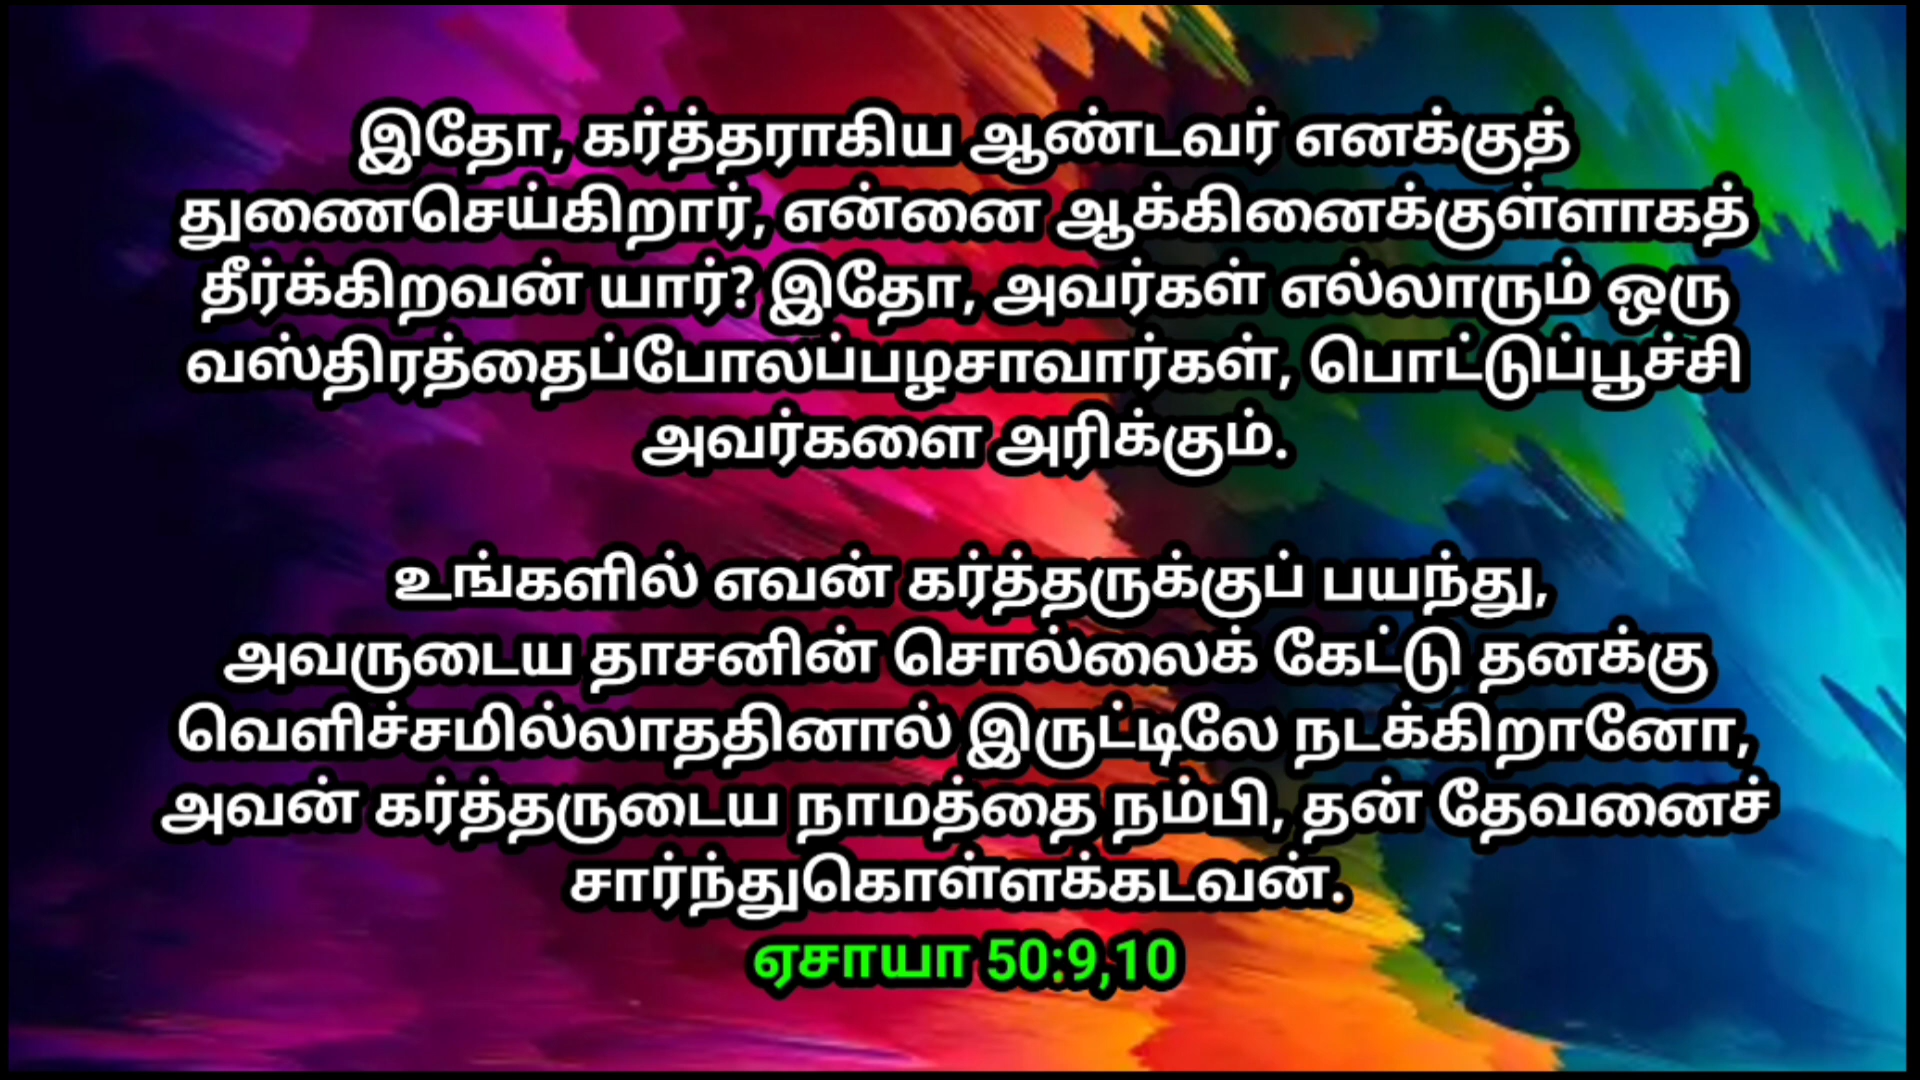 இதோ, கர்த்தராகிய ஆண்டவர் எனக்குத்
துணைசெய்கிறார், என்னை ஆக்கினைக்குள்ளாகத்
தீர்க்கிறவன் யார்? இதோ, அவர்கள் எல்லாரும் ஒரு
வஸ்திரத்தைப்போலப்பழசாவார்கள், பொட்டுப்பூச்சி
அவர்களை அரிக்கும்.
உங்களில் எவன் கர்த்தருக்குப் பயந்து,
அவருடைய தாசனின் சொல்லைக் கேட்டு தனக்கு
வெளிச்சமில்லாததினால் இருட்டிலே நடக்கிறானோ,
அவன் கர்த்தருடைய நாமத்தை நம்பி, தன் தேவனைச்
சார்ந்துகொள்ளக்கடவன்.
ஏசாயா 50:9,10